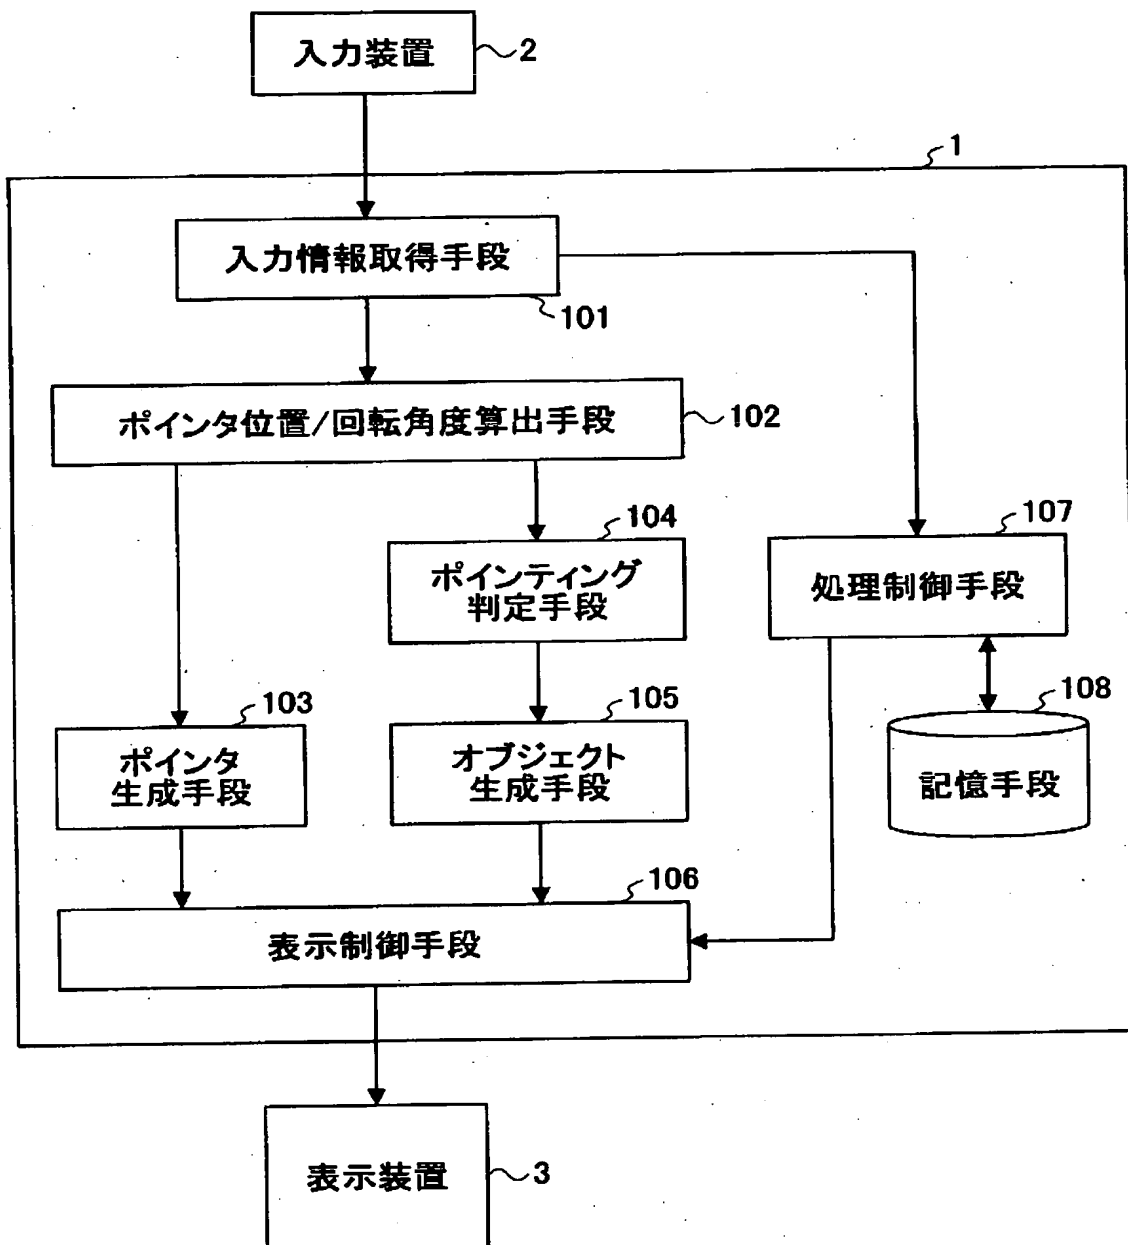 入力装置
2
1
入力情報取得手段
101
ポインタ位置/回転角度算出手段
102
104
ポインティング
判定手段
107
処理制御手段
103
ポインタ
生成手段
105
オブジェクト
生成手段
108
記憶手段
106
表示制御手段
表示装置
3